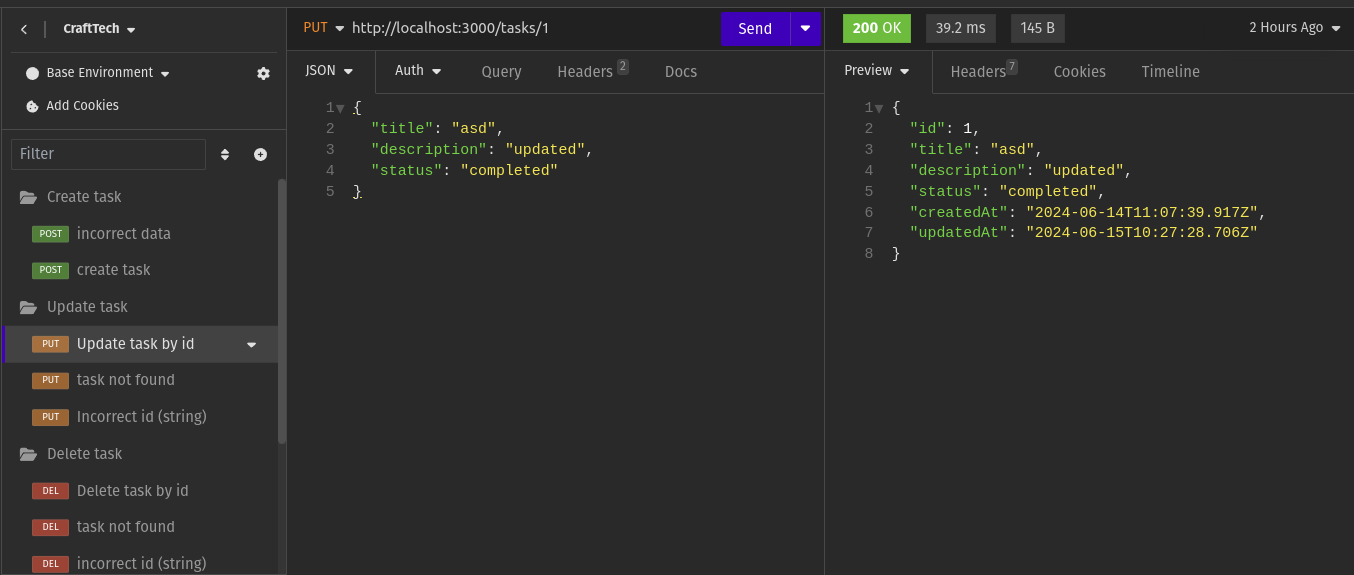 CraftTech
Base Environment
Add Cookies
Filter
Create task
POST incorrect data
POST create task
Update task
PUT Update task by id
PUT task not found
PUT Incorrect id (string)
Delete task
DEL Delete task by id
DEL task not found
DEL incorrect id (string)
PUT http://localhost:3000/tasks/1 Send
JSON Auth Query Headers 2 Docs
1 {
2 "title": "asd",
3 "description": "updated",
4 "status": "completed"
5 }
200 OK 39.2 ms 145 B 2 Hours Ago
Preview Headers 7 Cookies Timeline
1 {
2 "id": 1,
3 "title": "asd",
4 "description": "updated",
5 "status": "completed",
6 "createdAt": "2024-06-14T11:07:39.917Z",
7 "updatedAt": "2024-06-15T10:27:28.706Z"
8 }